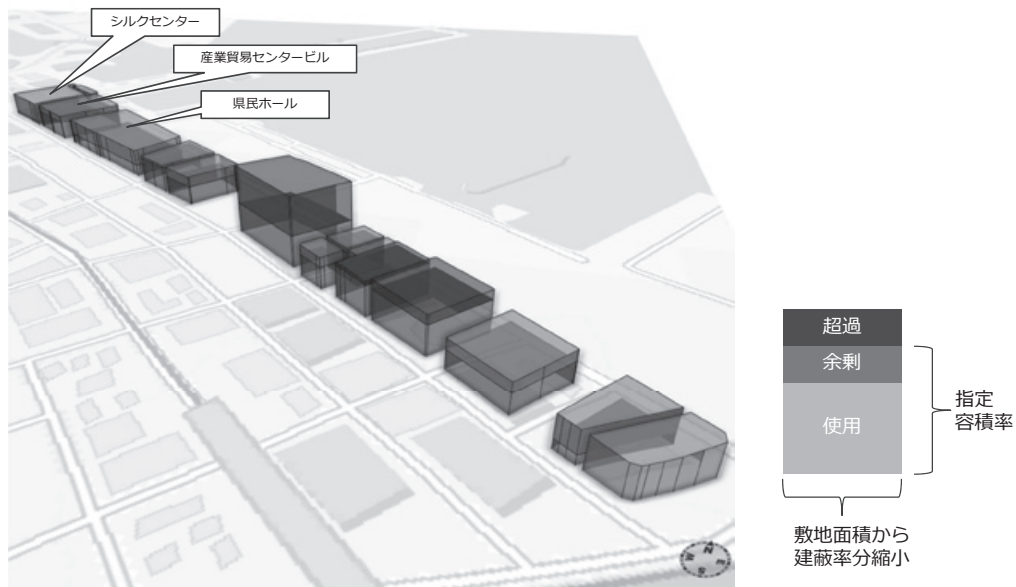 シルクセンター
産業貿易センタービル
県民ホール
超過
余剰
使用
指定
容積率
敷地面積から
建蔽率分縮小
N
E
S
W